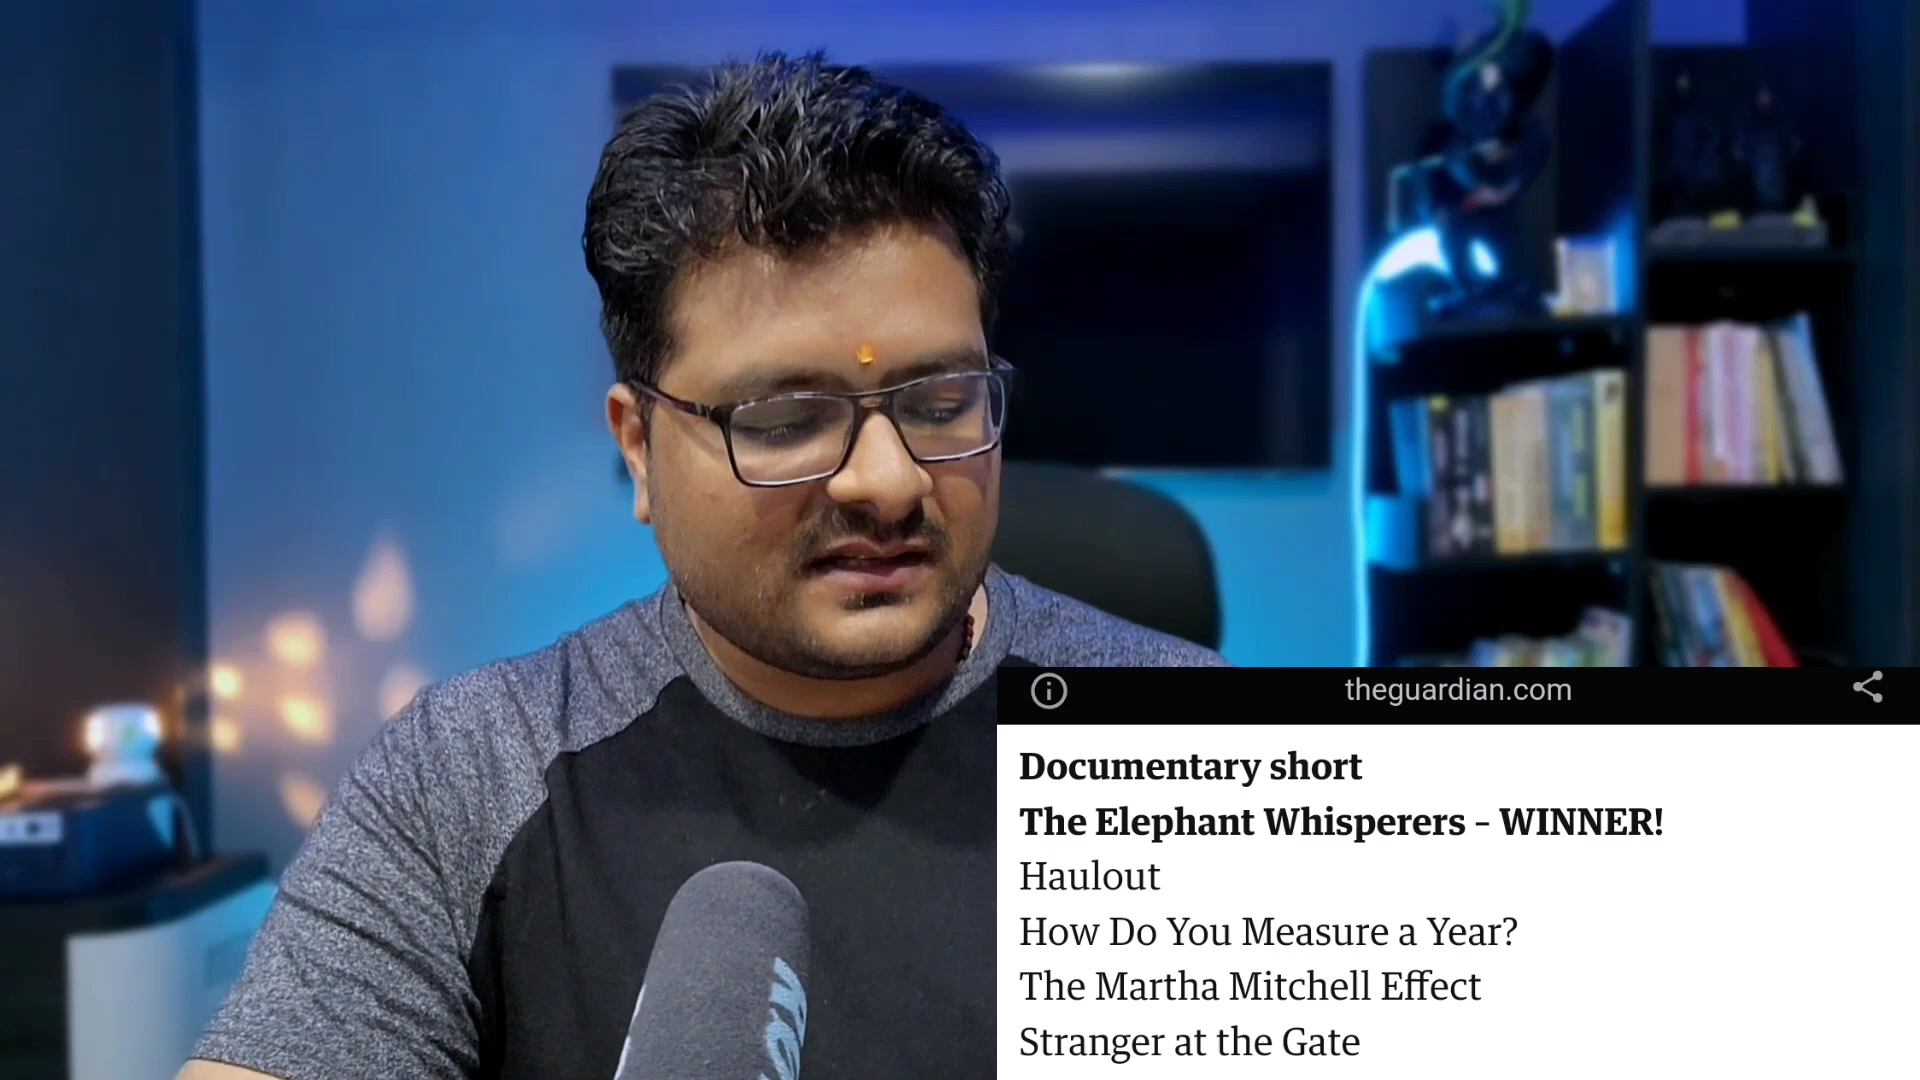 theguardian.com
Documentary short
The Elephant Whisperers – WINNER!
Haulout
How Do You Measure a Year?
The Martha Mitchell Effect
Stranger at the Gate